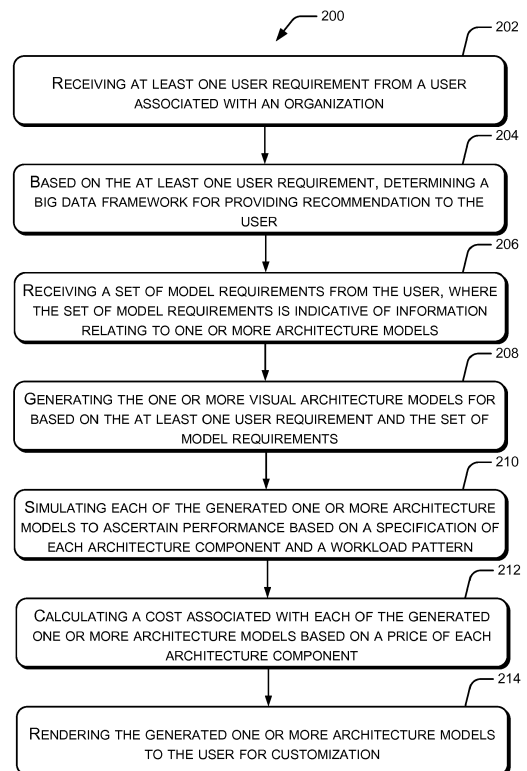 200
202
RECEIVING AT LEAST ONE USER REQUIREMENT FROM A USER
ASSOCIATED WITH AN ORGANIZATION
204
BASED ON THE AT LEAST ONE USER REQUIREMENT, DETERMINING A
BIG DATA FRAMEWORK FOR PROVIDING RECOMMENDATION TO THE
USER
206
RECEIVING A SET OF MODEL REQUIREMENTS FROM THE USER, WHERE
THE SET OF MODEL REQUIREMENTS IS INDICATIVE OF INFORMATION
RELATING TO ONE OR MORE ARCHITECTURE MODELS
208
GENERATING THE ONE OR MORE VISUAL ARCHITECTURE MODELS FOR
BASED ON THE AT LEAST ONE USER REQUIREMENT AND THE SET OF
MODEL REQUIREMENTS
210
SIMULATING EACH OF THE GENERATED ONE OR MORE ARCHITECTURE
MODELS TO ASCERTAIN PERFORMANCE BASED ON A SPECIFICATION OF
EACH ARCHITECTURE COMPONENT AND A WORKLOAD PATTERN
212
CALCULATING A COST ASSOCIATED WITH EACH OF THE GENERATED
ONE OR MORE ARCHITECTURE MODELS BASED ON A PRICE OF EACH
ARCHITECTURE COMPONENT
214
RENDERING THE GENERATED ONE OR MORE ARCHITECTURE MODELS
TO THE USER FOR CUSTOMIZATION